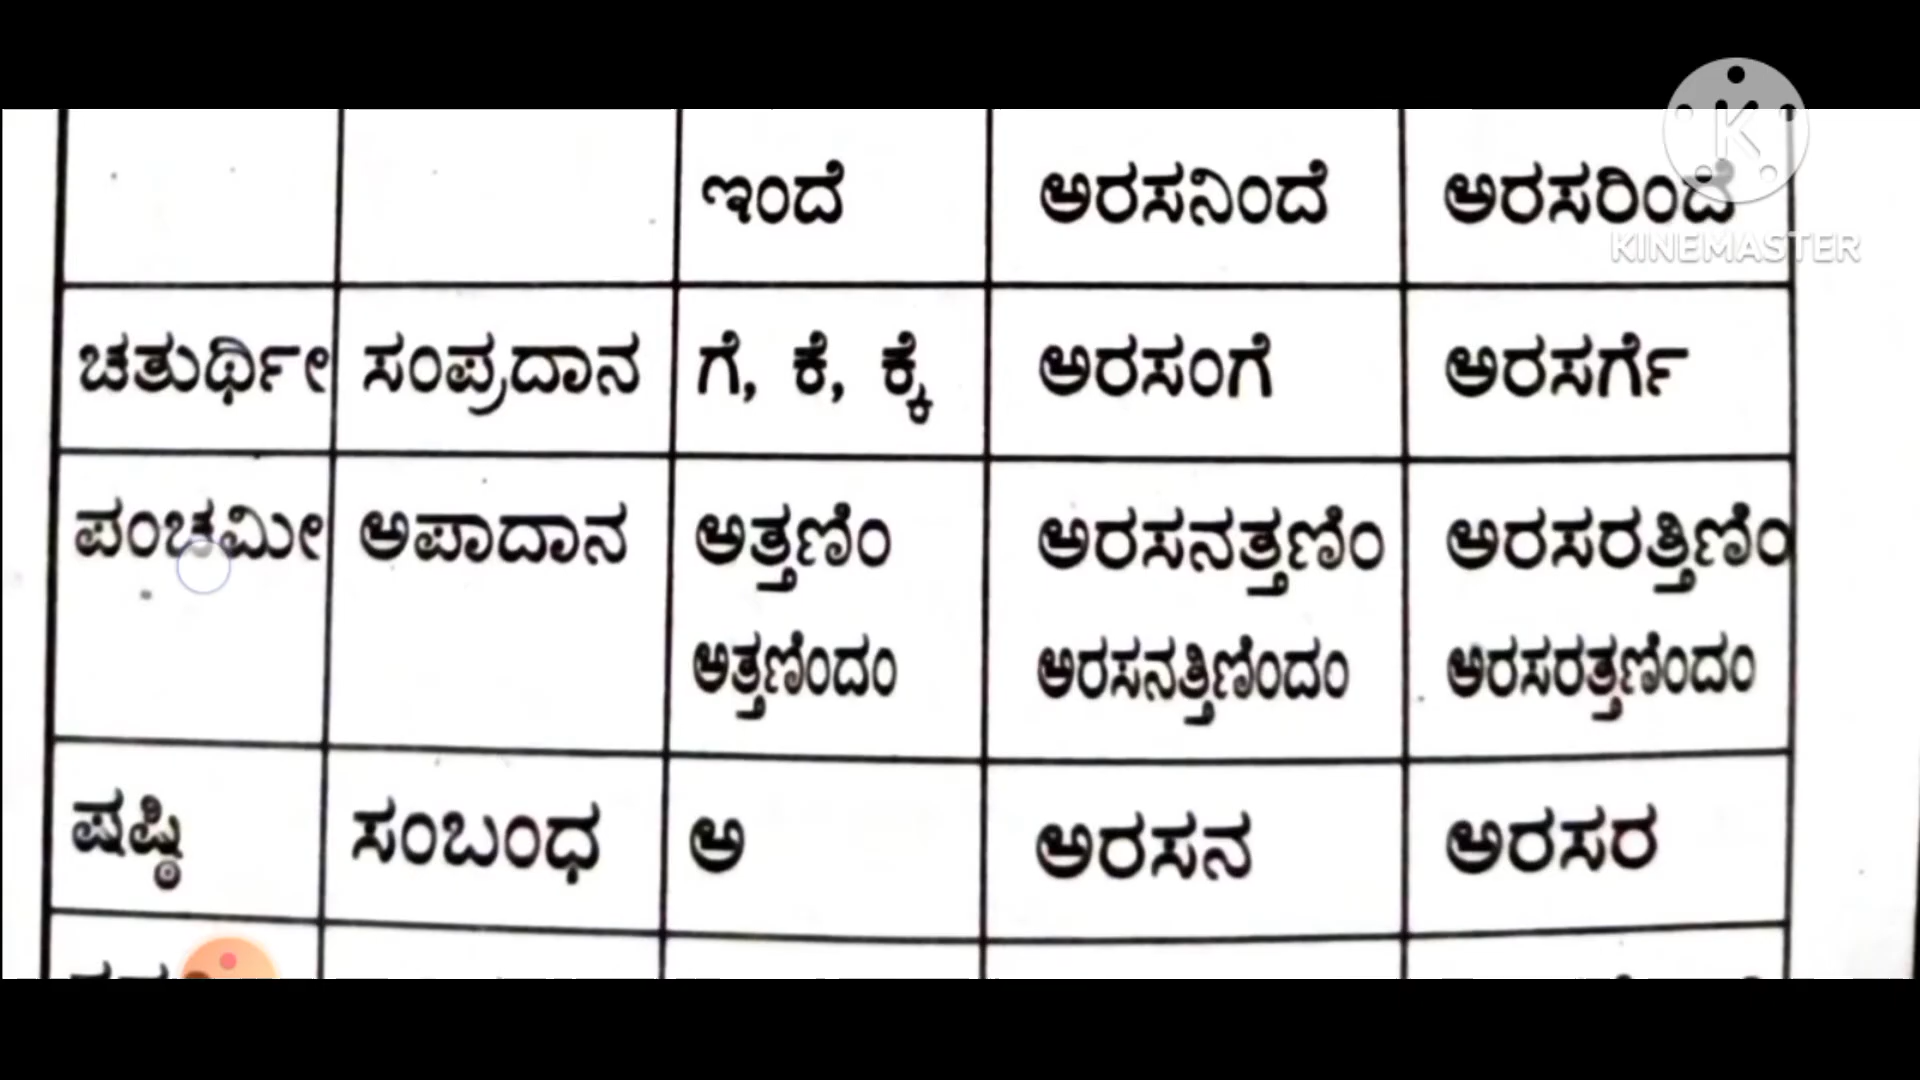 ಇಂದೆ ಅರಸನಿಂದೆ ಅರಸರಿಂದೆ
KINEMASTER
ಚತುರ್ಥೀ ಸಂಪ್ರದಾನ ಗೆ, ಕೆ, ಕ್ಕೆ ಅರಸಂಗೆ ಅರಸರ್ಗೆ
ಪಂಚಮೀ ಅಪಾದಾನ ಅತ್ತಣಿಂ ಅರಸನತ್ತಣಿಂ ಅರಸರತ್ತಿಣಿಂ
ಅತ್ತಣಿಂದಂ ಅರಸನತ್ತಿಣಿಂದಂ ಅರಸರತ್ತಣಿಂದಂ
ಷಷ್ಠಿ ಸಂಬಂಧ ಅ ಅರಸನ ಅರಸರ